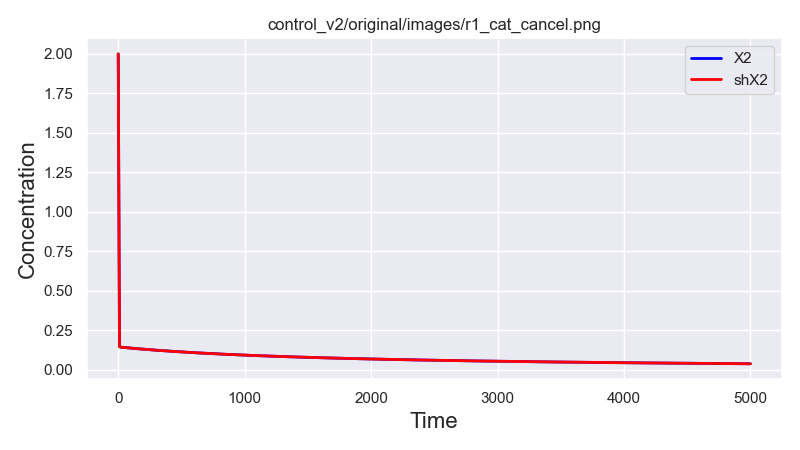 control_v2/original/images/r1_cat_cancel.png
X2
shX2
Concentration
2.00
1.75
1.50
1.25
1.00
0.75
0.50
0.25
0.00
0 1000 2000 3000 4000 5000
Time